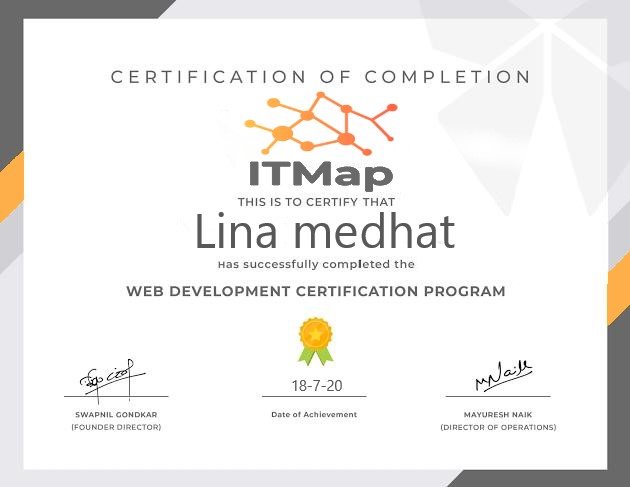 CERTIFICATION OF COMPLETION
ITMap
THIS IS TO CERTIFY THAT
Lina medhat
Has successfully completed the
WEB DEVELOPMENT CERTIFICATION PROGRAM
18-7-20
SWAPNIL GONDKAR
(FOUNDER DIRECTOR)
Date of Achievement
MAYURESH NAIK
(DIRECTOR OF OPERATIONS)